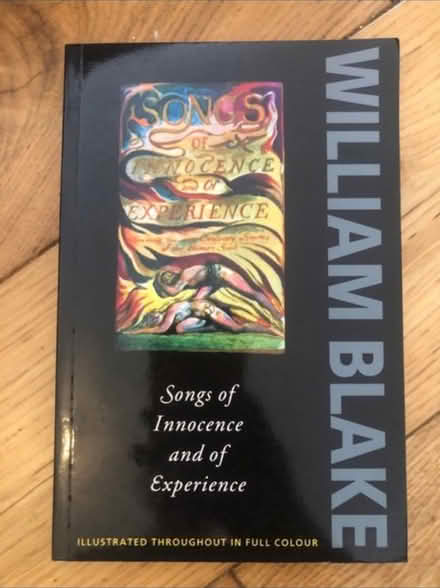 SONGS
OF
INNOCENCE
and OF
EXPERIENCE
WILLIAM BLAKE
Songs of
Innocence
and of
Experience
ILLUSTRATED THROUGHOUT IN FULL COLOUR